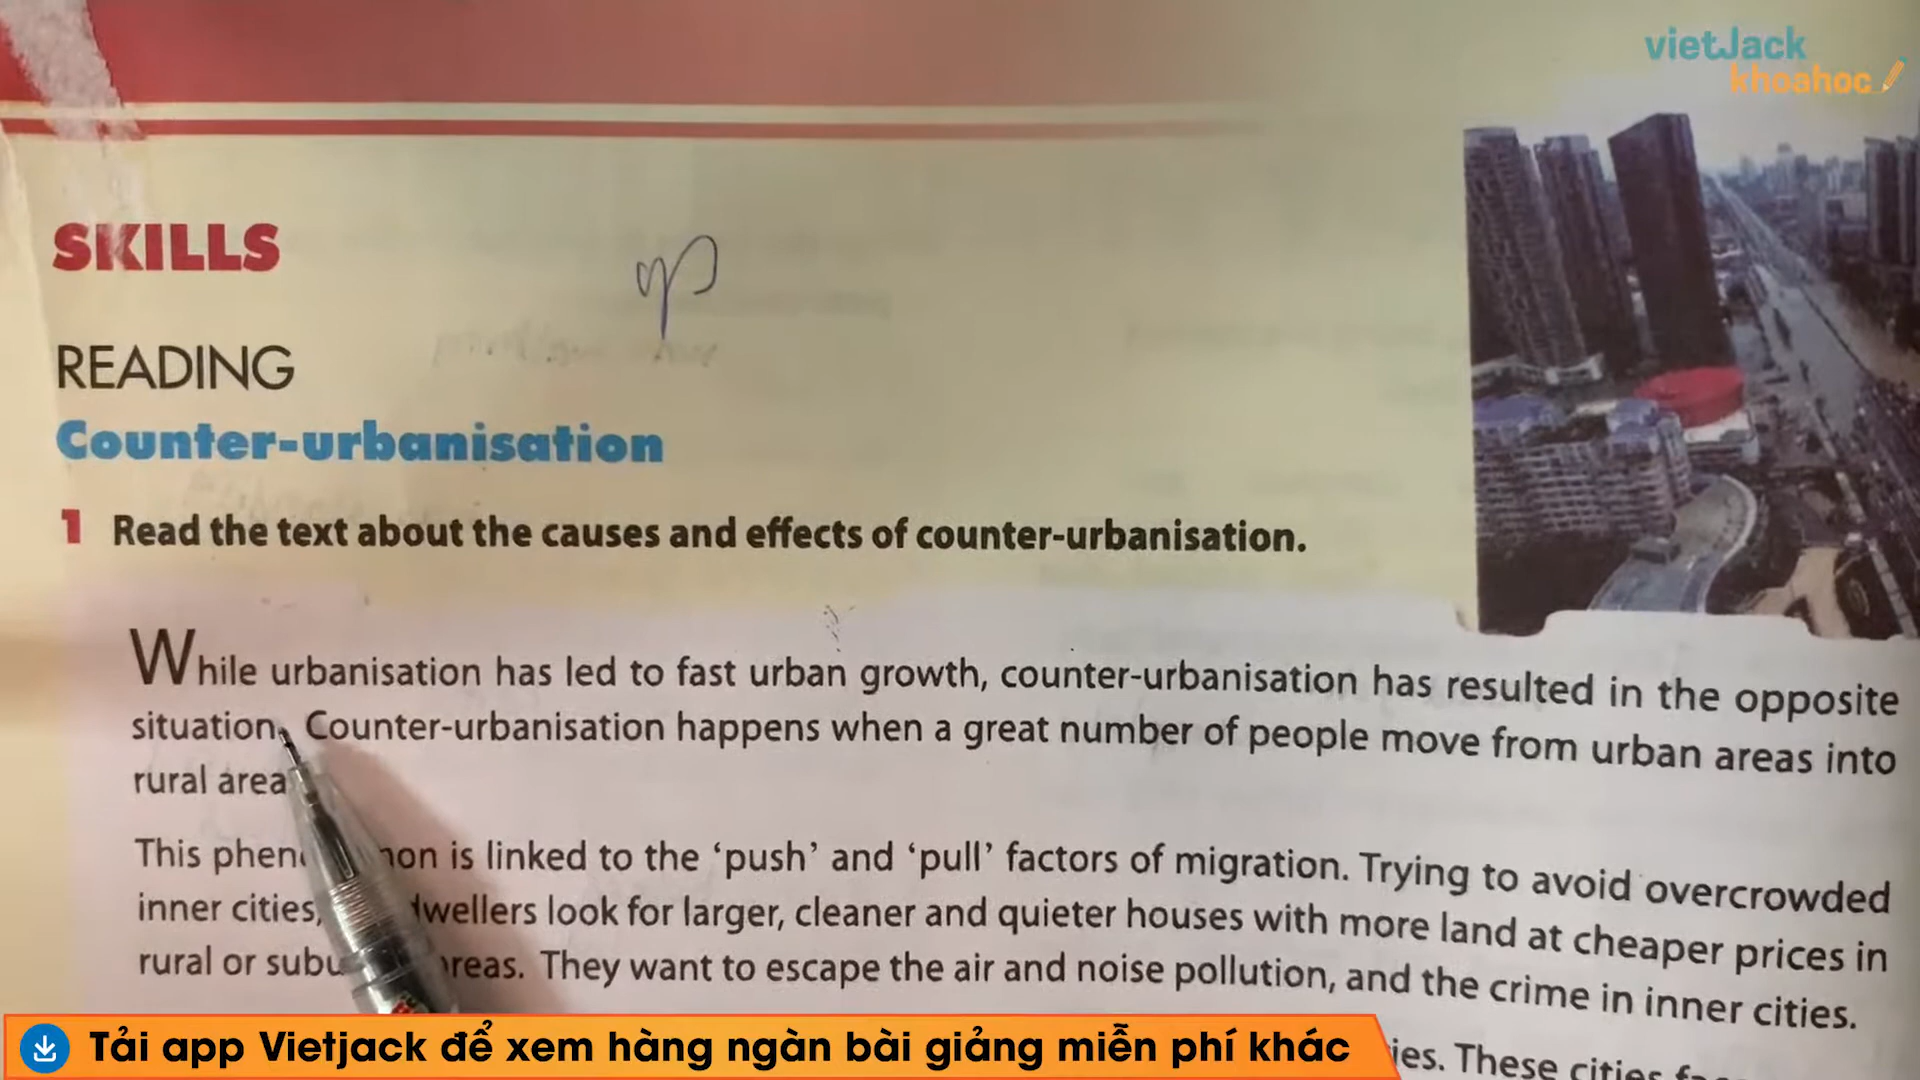 vietJack
khoahoc
SKILLS
READING
Counter-urbanisation
1 Read the text about the causes and effects of counter-urbanisation.
While urbanisation has led to fast urban growth, counter-urbanisation has resulted in the opposite
situation. Counter-urbanisation happens when a great number of people move from urban areas into
rural area
This phen non is linked to the ‘push’ and ‘pull’ factors of migration. Trying to avoid overcrowded
inner cities, dwellers look for larger, cleaner and quieter houses with more land at cheaper prices in
rural or subu reas. They want to escape the air and noise pollution, and the crime in inner cities.
ies. These cities
Tải app Vietjack để xem hàng ngàn bài giảng miễn phí khác